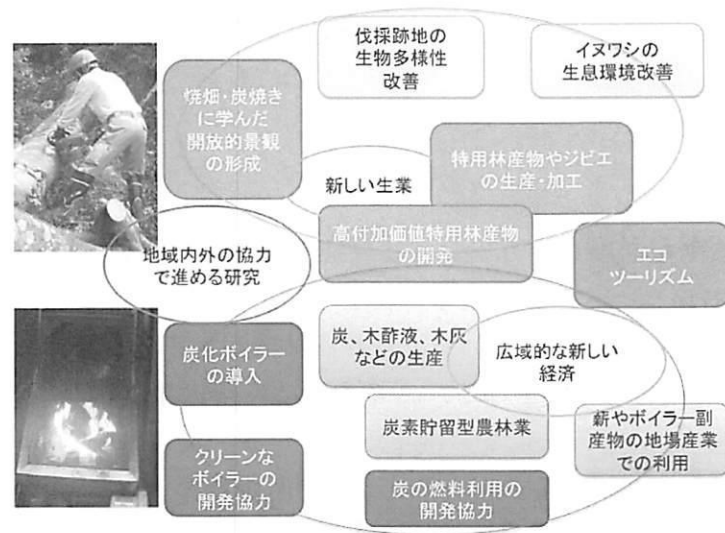 伐採跡地の
生物多様性
改善
イヌワシの
生息環境改善
焼畑・炭焼き
に学んだ
開放的景観
の形成
新しい生業
特用林産物やジビエ
の生産・加工
地域内外の協力
で進める研究
高付加価値特用林産物
の開発
エコ
ツーリズム
炭化ボイラー
の導入
炭、木酢液、木灰
などの生産
広域的な新しい
経済
炭素貯留型農林業
薪やボイラー副
産物の地場産業
での利用
クリーンな
ボイラーの
開発協力
炭の燃料利用の
開発協力